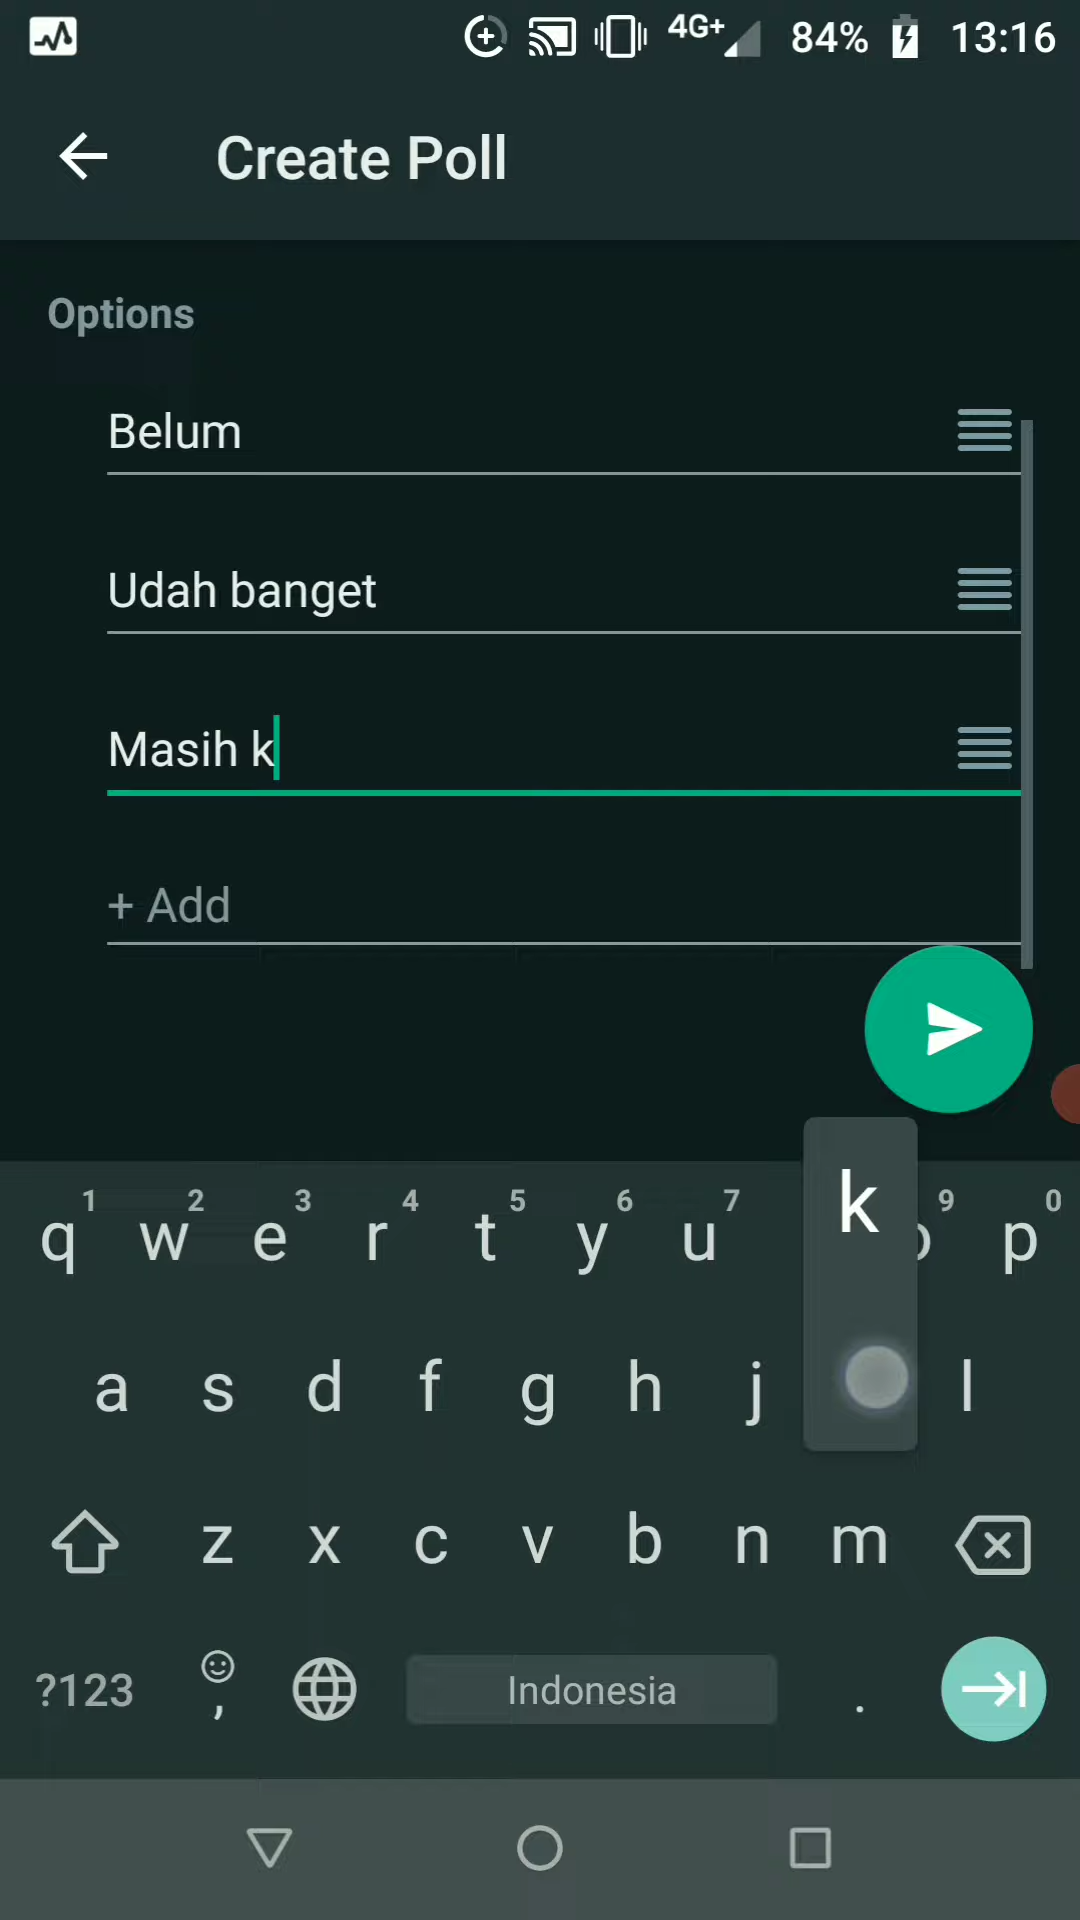 4G+ 84% 13:16
Create Poll
Options
Belum
Udah banget
Masih k
+ Add
k
1 2 3 4 5 6 7 9 0
q w e r t y u o p
a s d f g h j l
z x c v b n m
?123 , Indonesia .